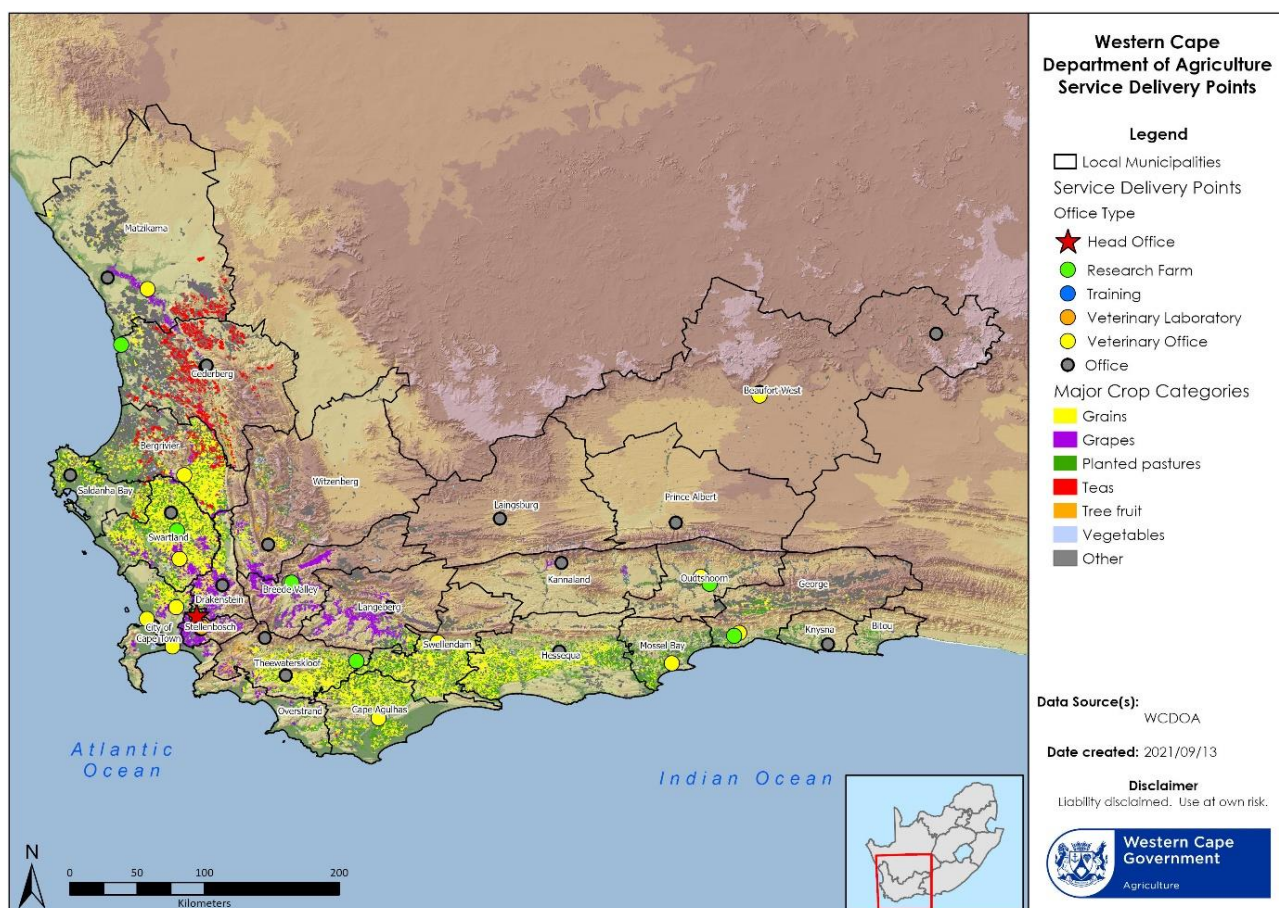 Western Cape
Department of Agriculture
Service Delivery Points
Legend
Local Municipalities
Service Delivery Points
Office Type
Head Office
Research Farm
Training
Veterinary Laboratory
Veterinary Office
Office
Major Crop Categories
Grains
Grapes
Planted pastures
Teas
Tree fruit
Vegetables
Other
Matzikama
Cederberg
Beaufort West
Bergrivier
Saldanha Bay
Witzenberg
Laingsburg
Prince Albert
Swartland
Kannaland
Oudtshoorn
George
Drakenstein
Breede Valley
Langeberg
City of
Cape Town
Stellenbosch
Swellendam
Hessequa
Mossel Bay
Knysna
Bitou
Theewaterskloof
Overstrand
Cape Agulhas
Atlantic
Ocean
Indian Ocean
N
0 50 100 200
Kilometers
Data Source(s):
WCDOA
Date created: 2021/09/13
Disclaimer
Liability disclaimed. Use at own risk.
Western Cape
Government
Agriculture